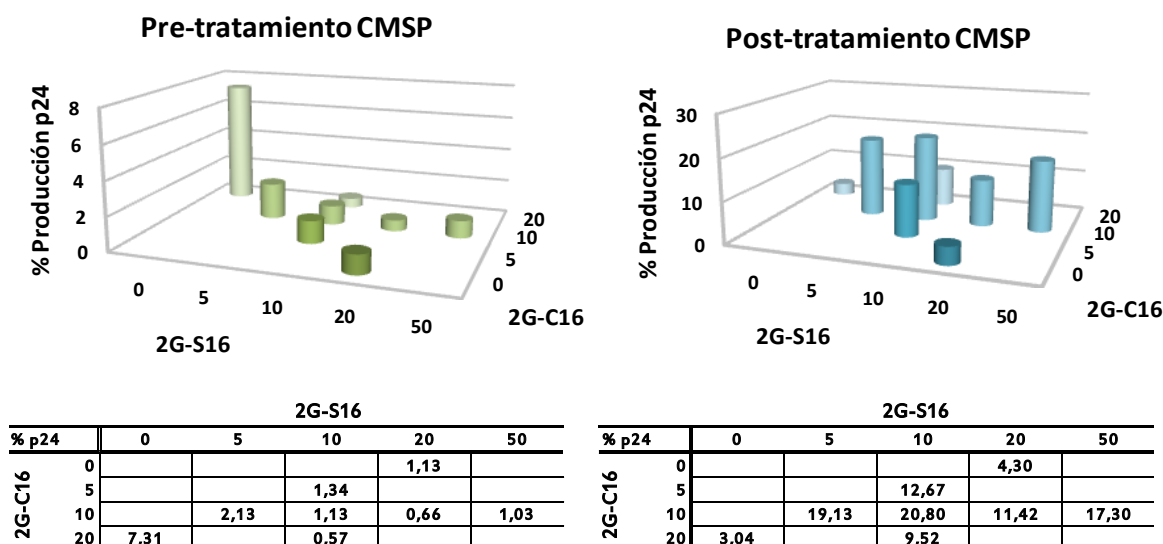 Pre-tratamiento CMSP
Post-tratamiento CMSP
% Producción p24
8
6
4
2
0
0
5
10
20
50
2G-S16
20
10
5
0
2G-C16
% Producción p24
30
20
10
0
0
5
10
20
50
2G-S16
20
10
5
0
2G-C16
2G-S16
% p24 0 5 10 20 50
2G-C16
0 1,13
5 1,34
10 2,13 1,13 0,66 1,03
20 7,31 0,57
2G-S16
% p24 0 5 10 20 50
2G-C16
0 4,30
5 12,67
10 19,13 20,80 11,42 17,30
20 3,04 9,52